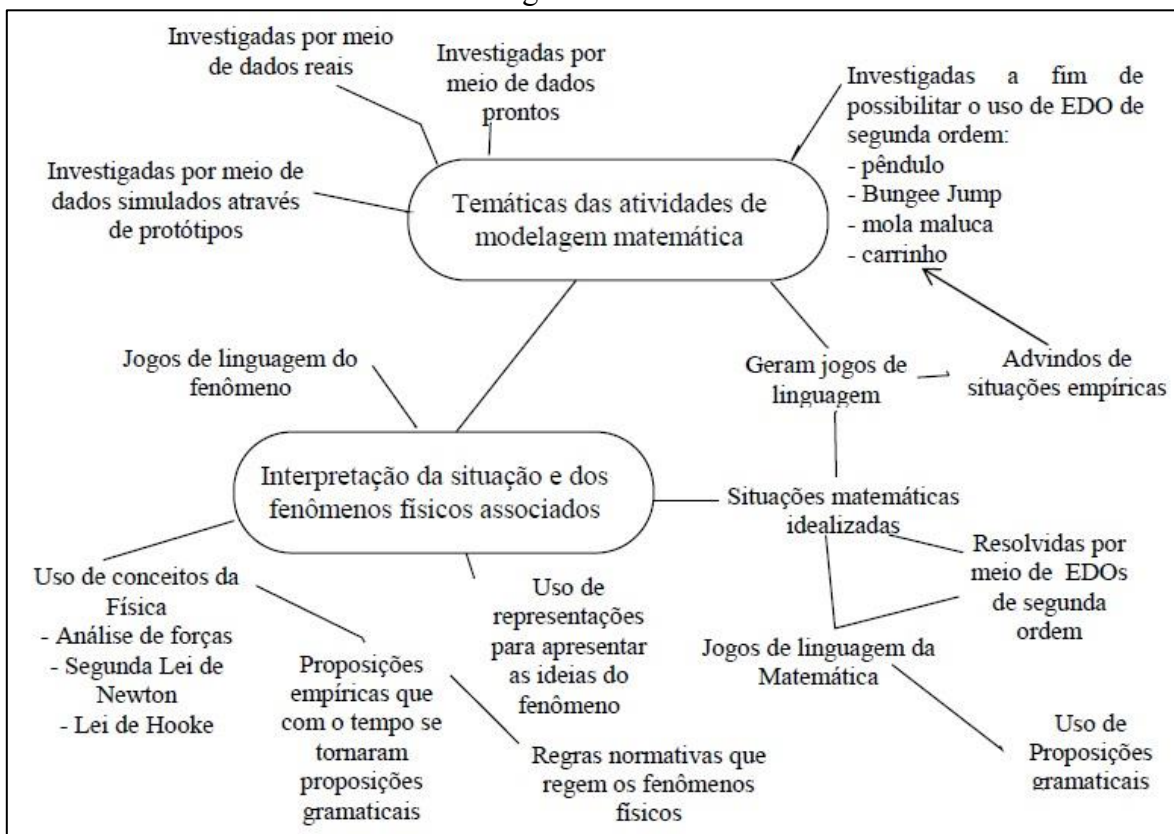 Investigadas por meio
de dados reais
Investigadas por
meio de dados
prontos
Investigadas a fim de
possibilitar o uso de EDO de
segunda ordem:
- pêndulo
- Bungee Jump
- mola maluca
- carrinho
Investigadas por meio de
dados simulados através
de protótipos
Temáticas das atividades de
modelagem matemática
Jogos de linguagem do
fenômeno
Geram jogos de
linguagem
Advindos de
situações empíricas
Interpretação da situação e dos
fenômenos físicos associados
Situações matemáticas
idealizadas
Resolvidas por
meio de EDOs
de segunda
ordem
Uso de conceitos da
Física
- Análise de forças
- Segunda Lei de
Newton
- Lei de Hooke
Proposições
empíricas que
com o tempo se
tornaram
proposições
gramaticais
Uso de
representações
para apresentar
as ideias do
fenômeno
Jogos de linguagem da
Matemática
Regras normativas que
regem os fenômenos
físicos
Uso de
Proposições
gramaticais